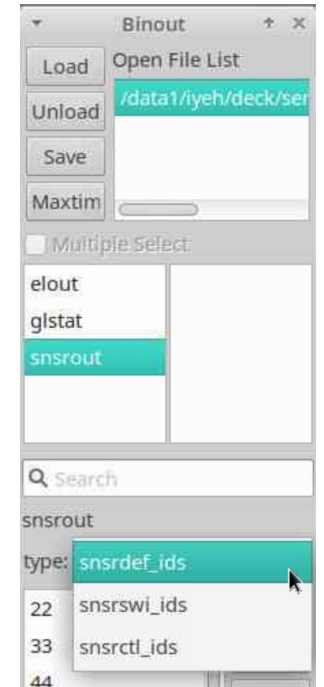 Binout
Load
Open File List
/data1/iyeh/deck/ser
Unload
Save
Maxtim
Multiple Select
elout
glstat
snsrout
Search
snsrout
type: snsrdef_ids
22
snsrswi_ids
33
snsrctl_ids
44